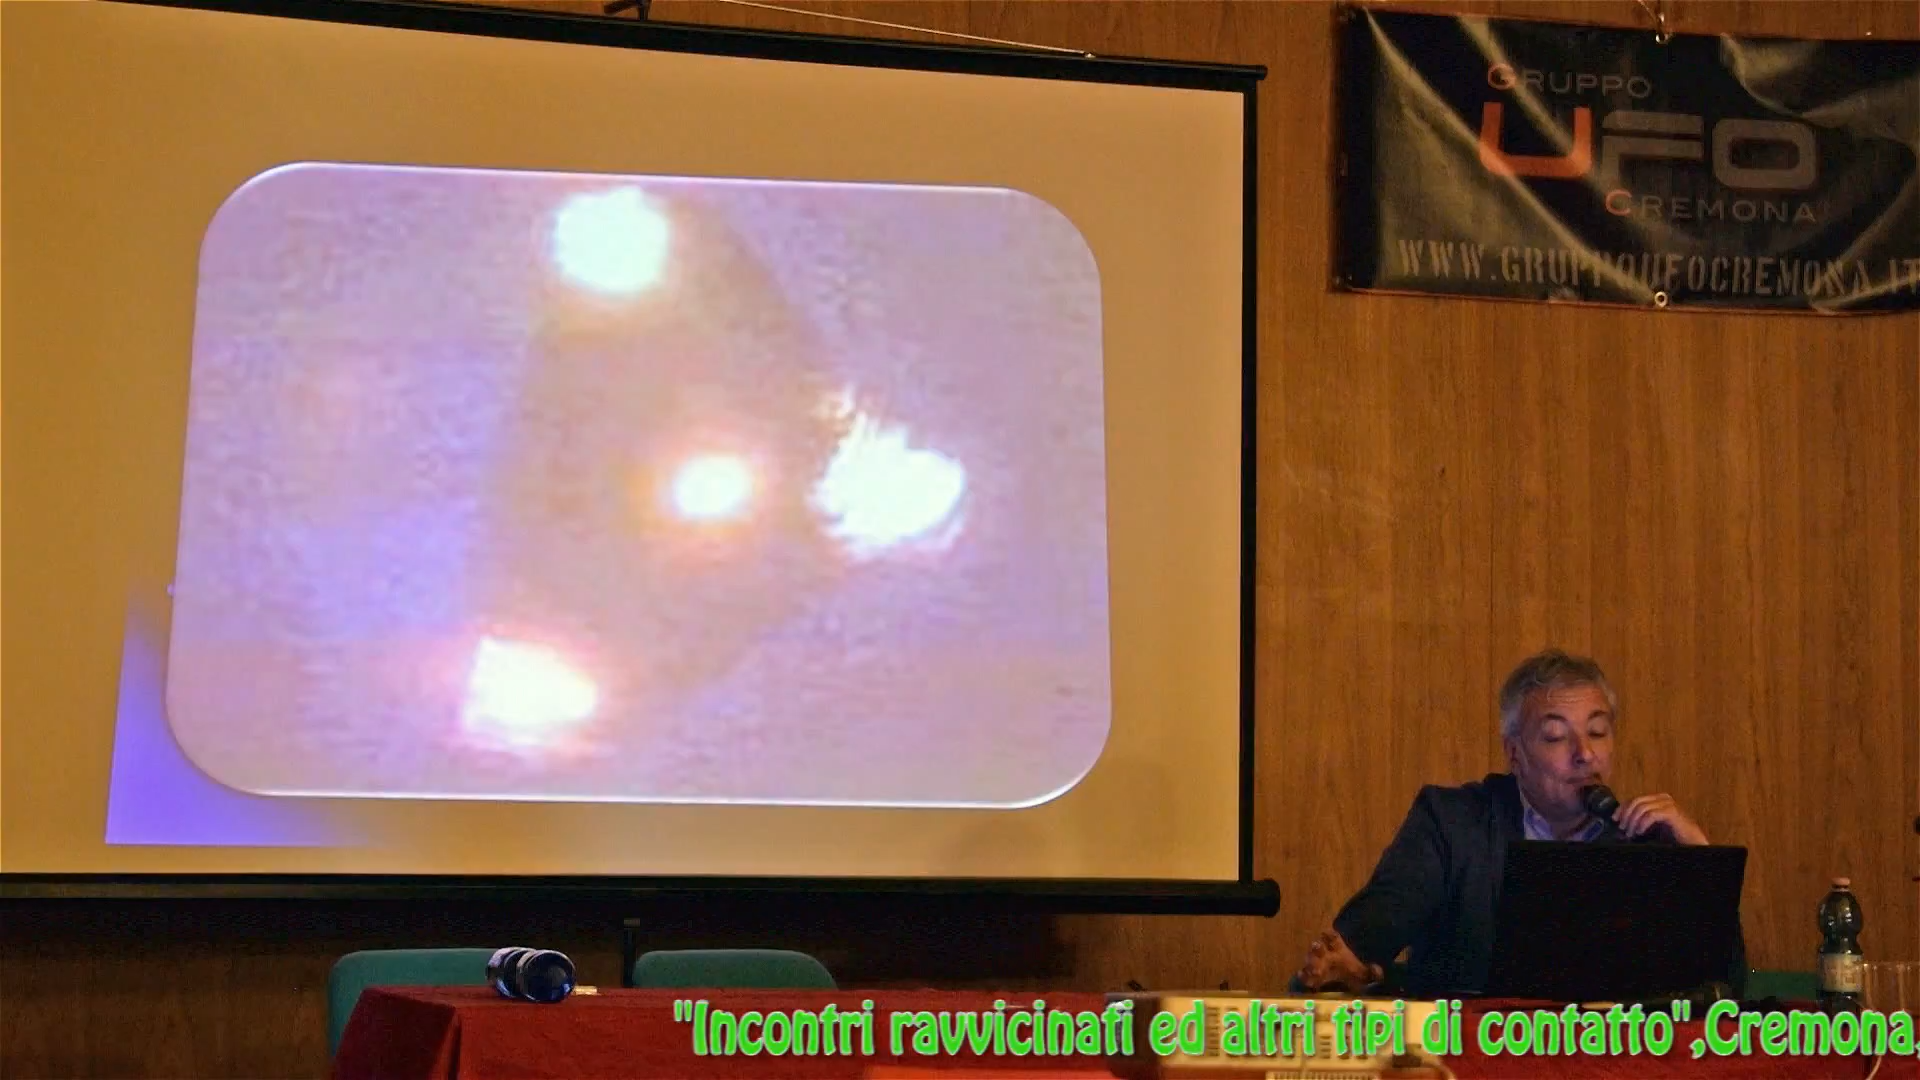 GRUPPO
UFO
CREMONA
WWW.GRUPPOUFOCREMONA.IT
"Incontri ravvicinati ed altri tipi di contatto",Cremona,